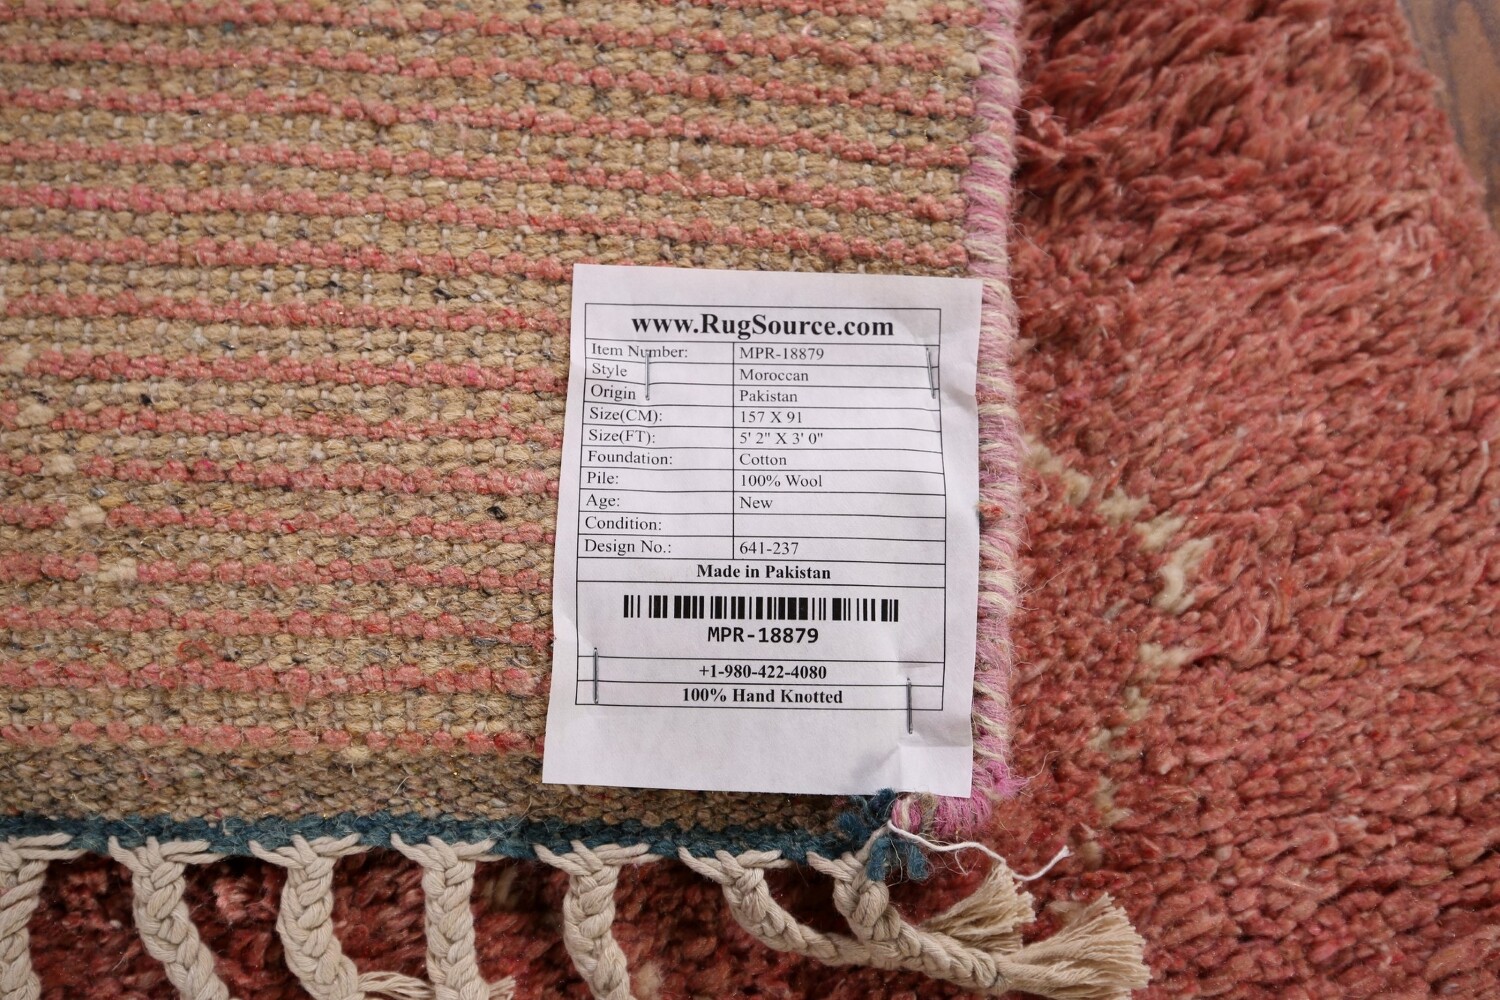 www.RugSource.com
Item Number: MPR-18879
Style Moroccan
Origin Pakistan
Size(CM): 157 X 91
Size(FT): 5' 2" X 3' 0"
Foundation: Cotton
Pile: 100% Wool
Age: New
Condition:
Design No.: 641-237
Made in Pakistan
MPR-18879
+1-980-422-4080
100% Hand Knotted